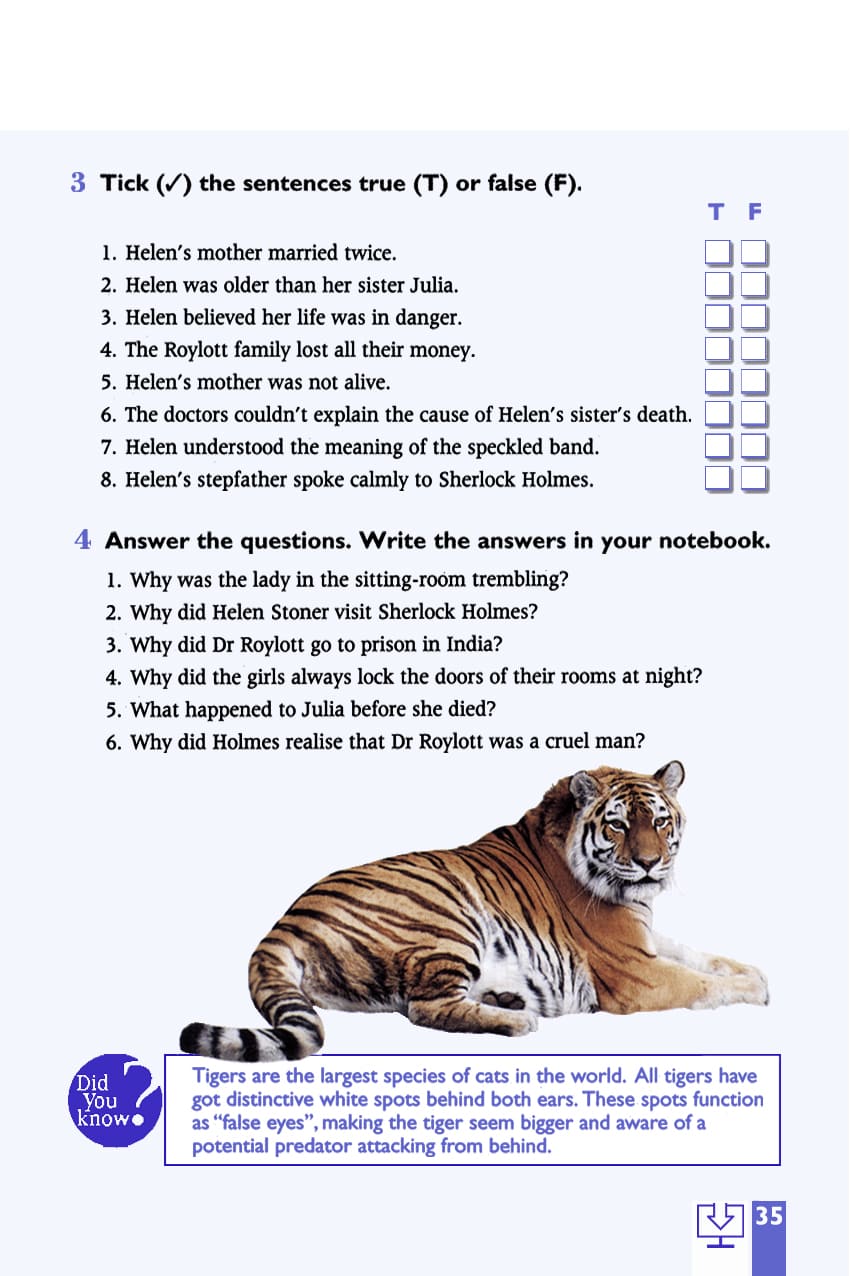 3 Tick (✓) the sentences true (T) or false (F).
T F
1. Helen's mother married twice.
2. Helen was older than her sister Julia.
3. Helen believed her life was in danger.
4. The Roylott family lost all their money.
5. Helen's mother was not alive.
6. The doctors couldn't explain the cause of Helen's sister's death.
7. Helen understood the meaning of the speckled band.
8. Helen's stepfather spoke calmly to Sherlock Holmes.
4 Answer the questions. Write the answers in your notebook.
1. Why was the lady in the sitting-room trembling?
2. Why did Helen Stoner visit Sherlock Holmes?
3. Why did Dr Roylott go to prison in India?
4. Why did the girls always lock the doors of their rooms at night?
5. What happened to Julia before she died?
6. Why did Holmes realise that Dr Roylott was a cruel man?
Did
You
know?
Tigers are the largest species of cats in the world. All tigers have
got distinctive white spots behind both ears. These spots function
as “false eyes”, making the tiger seem bigger and aware of a
potential predator attacking from behind.
35